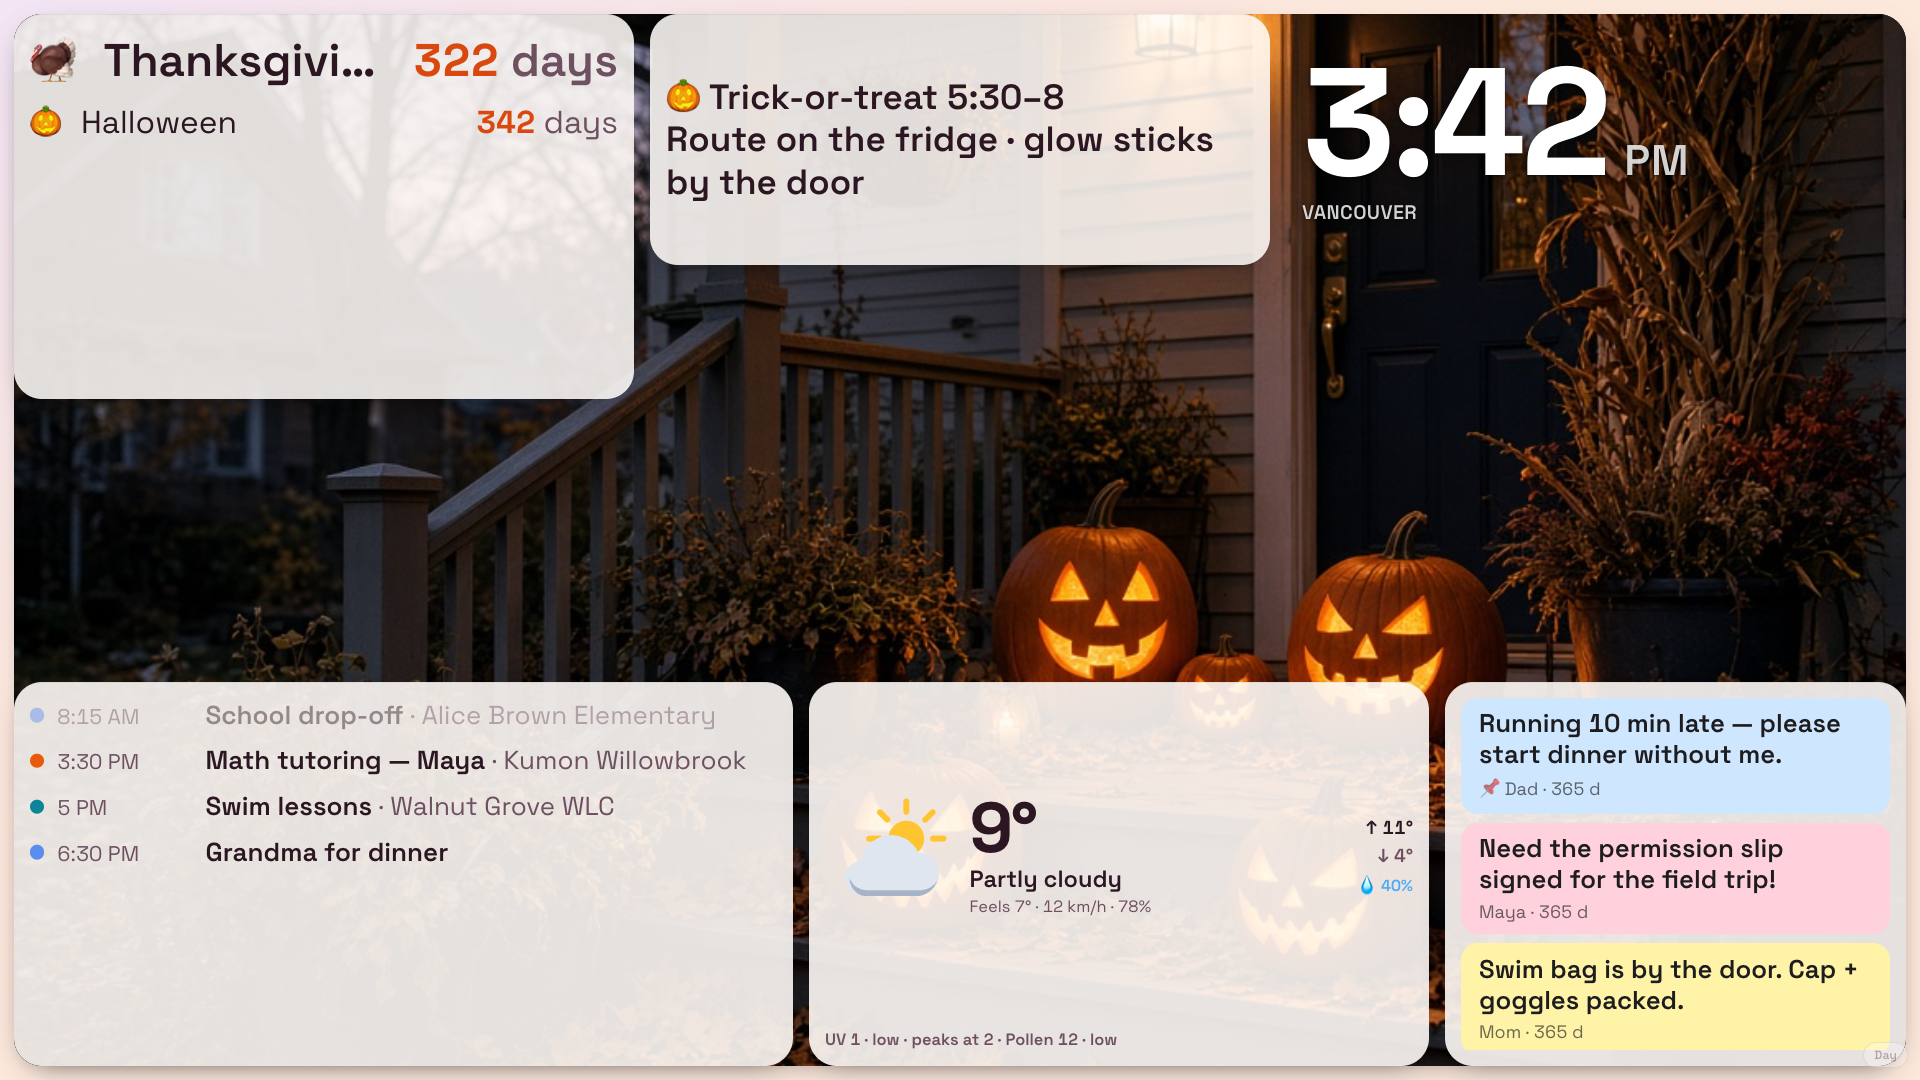 Thanksgivi... 322 days
Halloween 342 days
Trick-or-treat 5:30–8
Route on the fridge · glow sticks
by the door
3:42 PM
VANCOUVER
8:15 AM School drop-off · Alice Brown Elementary
3:30 PM Math tutoring — Maya · Kumon Willowbrook
5 PM Swim lessons · Walnut Grove WLC
6:30 PM Grandma for dinner
9°
Partly cloudy
Feels 7° · 12 km/h · 78%
↑ 11°
↓ 4°
40%
UV 1 · low · peaks at 2 · Pollen 12 · low
Running 10 min late — please
start dinner without me.
Dad · 365 d
Need the permission slip
signed for the field trip!
Maya · 365 d
Swim bag is by the door. Cap +
goggles packed.
Mom · 365 d
Day